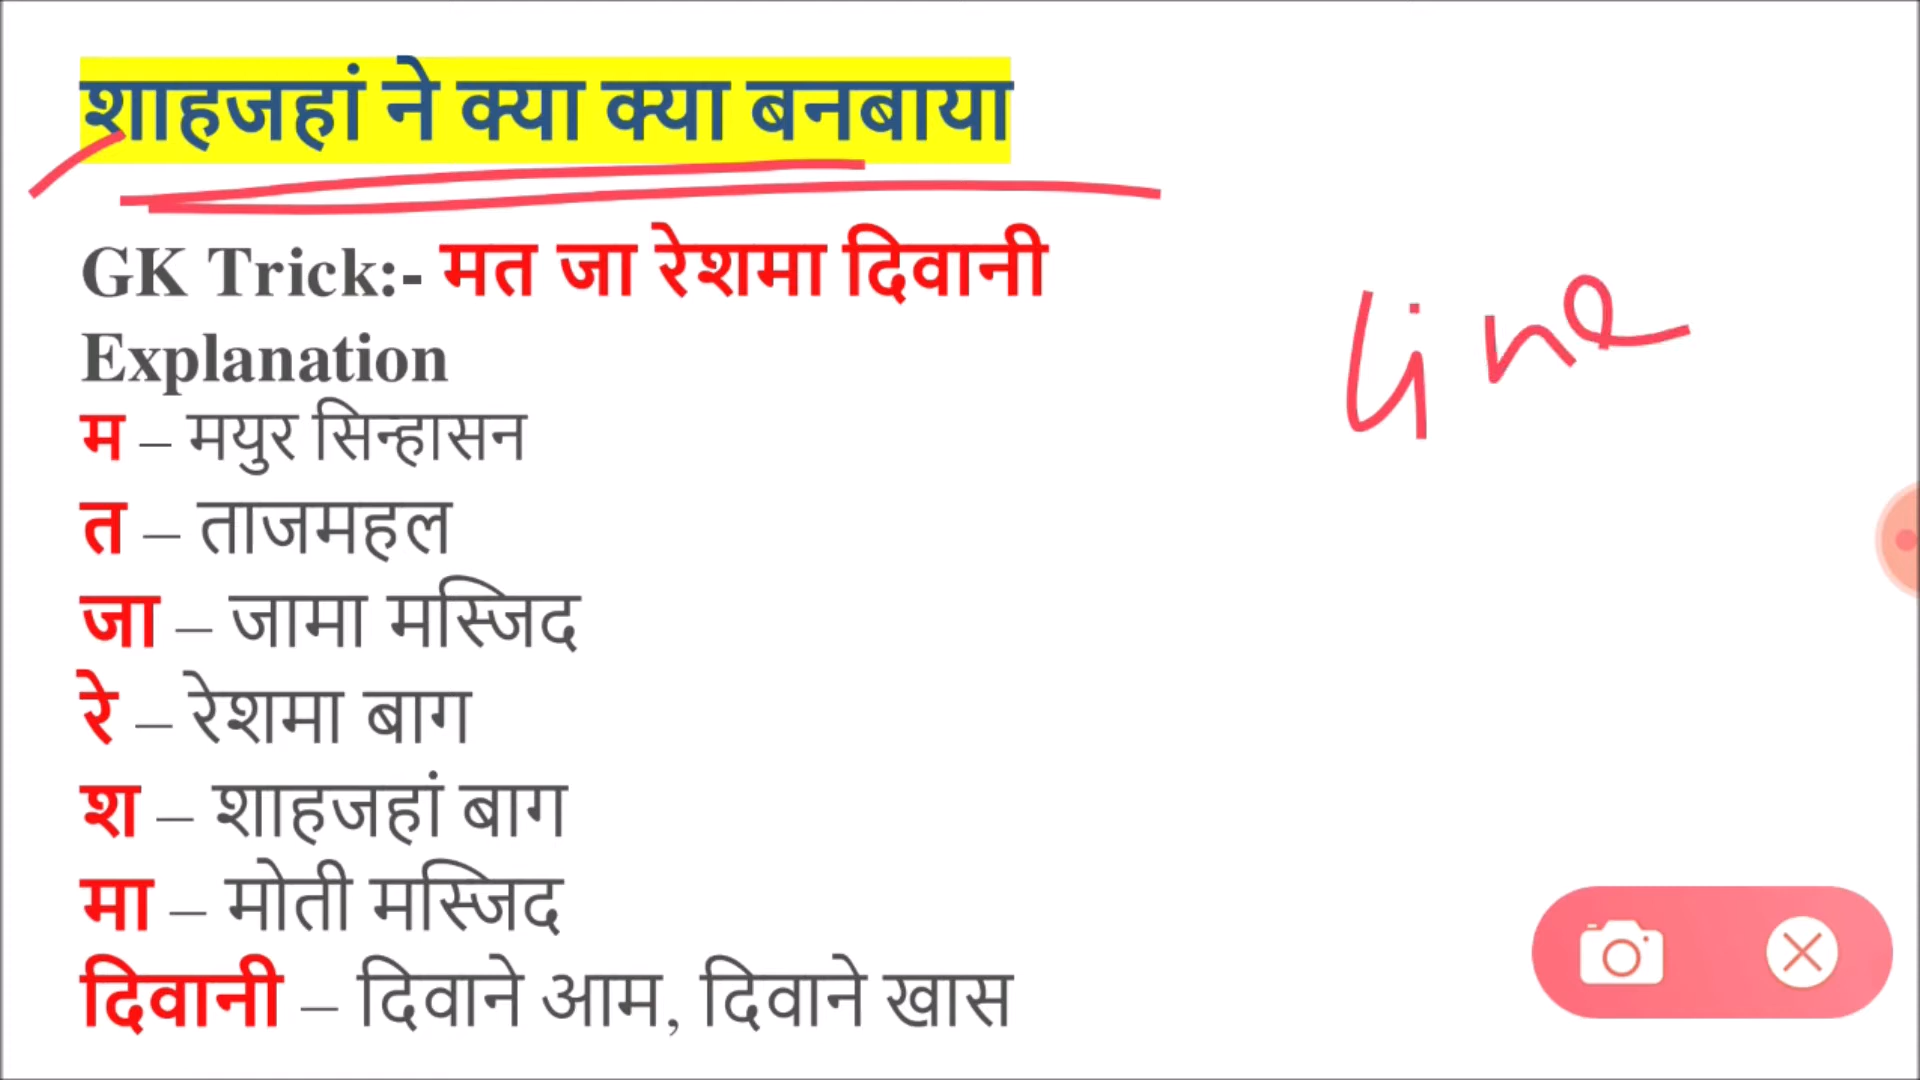 शाहजहां ने क्या क्या बनबाया
GK Trick:- मत जा रेशमा दिवानी
line
Explanation
म – मयुर सिन्हासन
त – ताजमहल
जा – जामा मस्जिद
रे – रेशमा बाग
श – शाहजहां बाग
मा – मोती मस्जिद
दिवानी – दिवाने आम, दिवाने खास